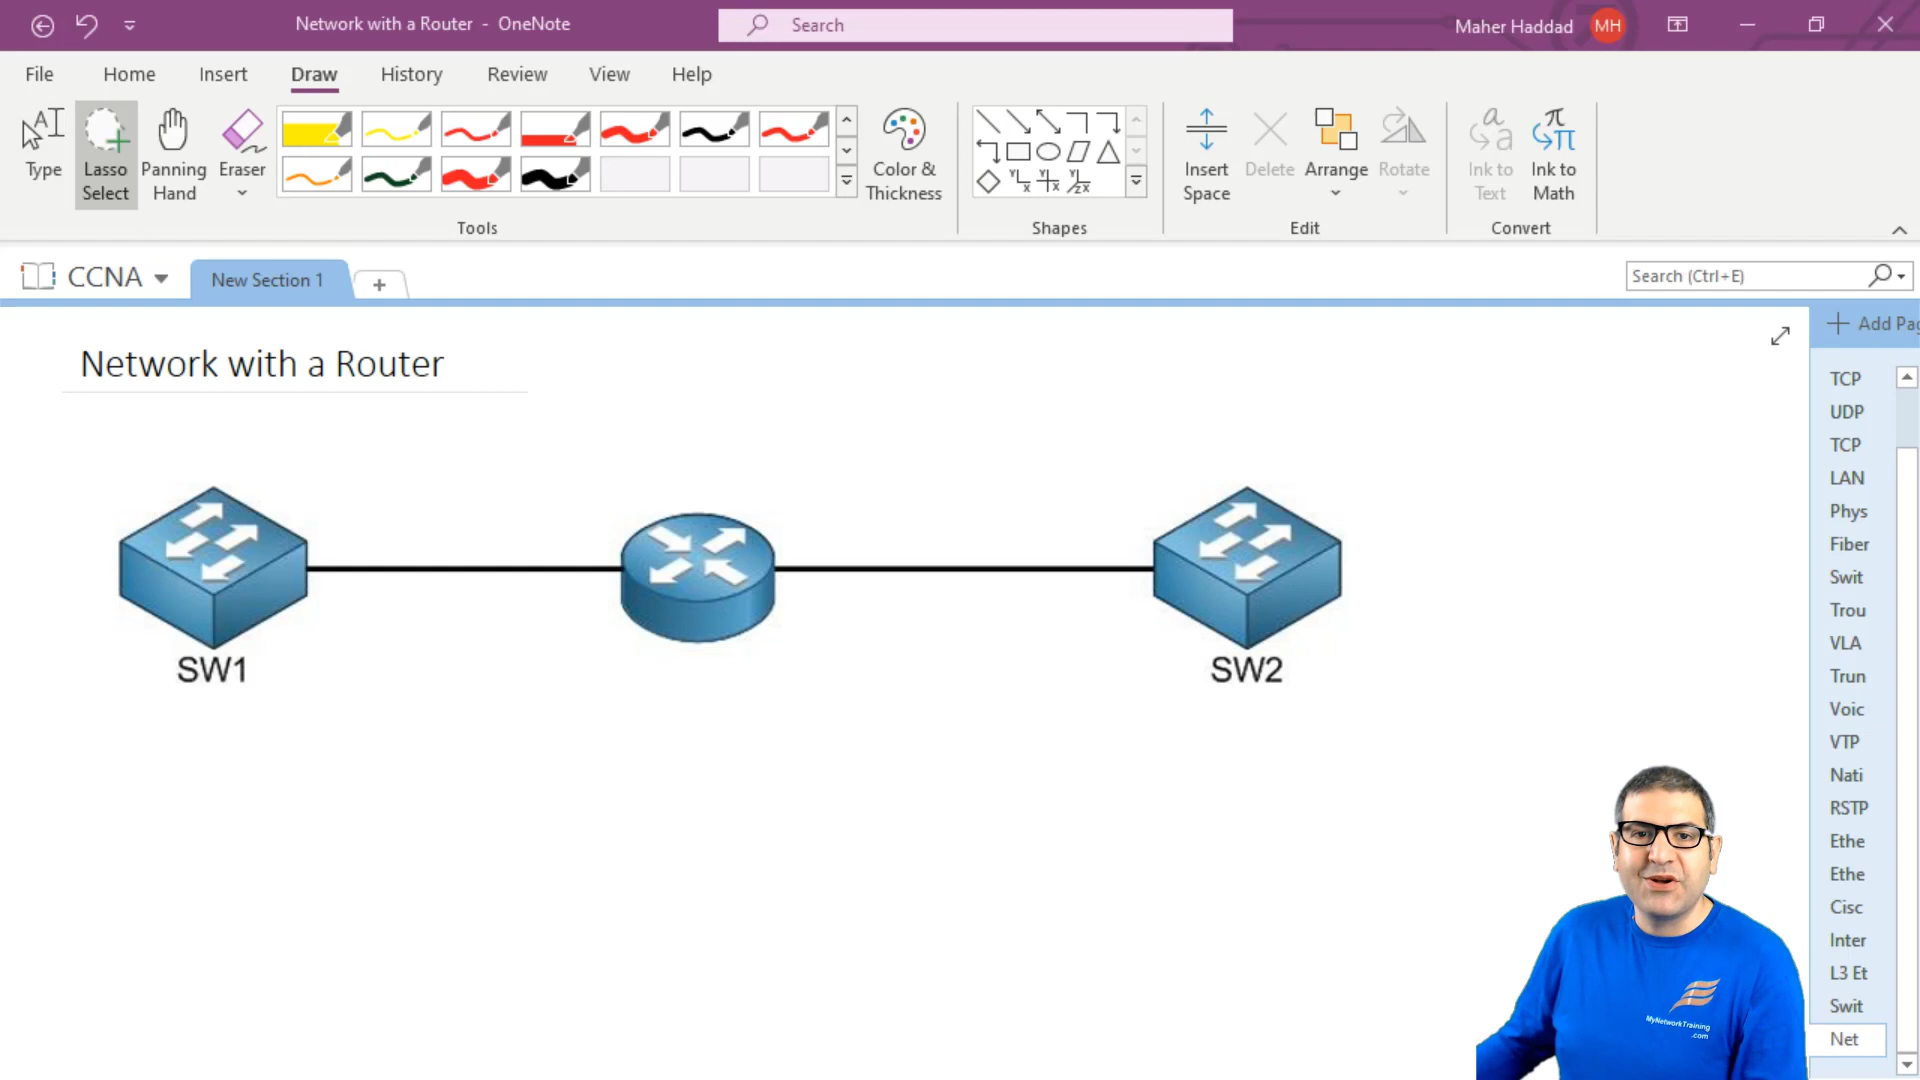 Network with a Router - OneNote
Search
Maher Haddad
MH
File
Home
Insert
Draw
History
Review
View
Help
Type
Lasso
Select
Panning
Hand
Eraser
Color &
Thickness
Insert
Space
Delete
Arrange
Rotate
Ink to
Text
Ink to
Math
Tools
Shapes
Edit
Convert
CCNA
New Section 1
Search (Ctrl+E)
Add Pag
Network with a Router
SW1
SW2
TCP
UDP
TCP
LAN
Phys
Fiber
Swit
Trou
VLA
Trun
Voic
VTP
Nati
RSTP
Ethe
Ethe
Cisc
Inter
L3 Et
Swit
Net
MyNetworkTraining
.com